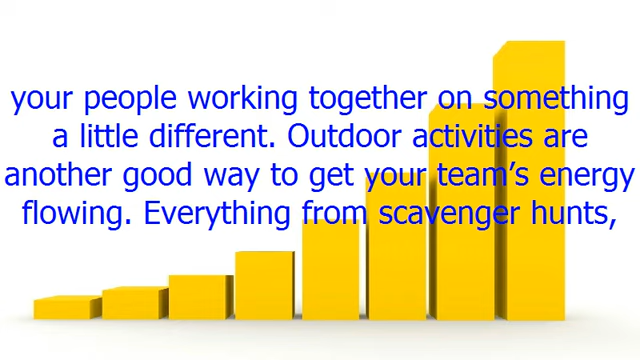 your people working together on something
a little different. Outdoor activities are
another good way to get your team’s energy
flowing. Everything from scavenger hunts,